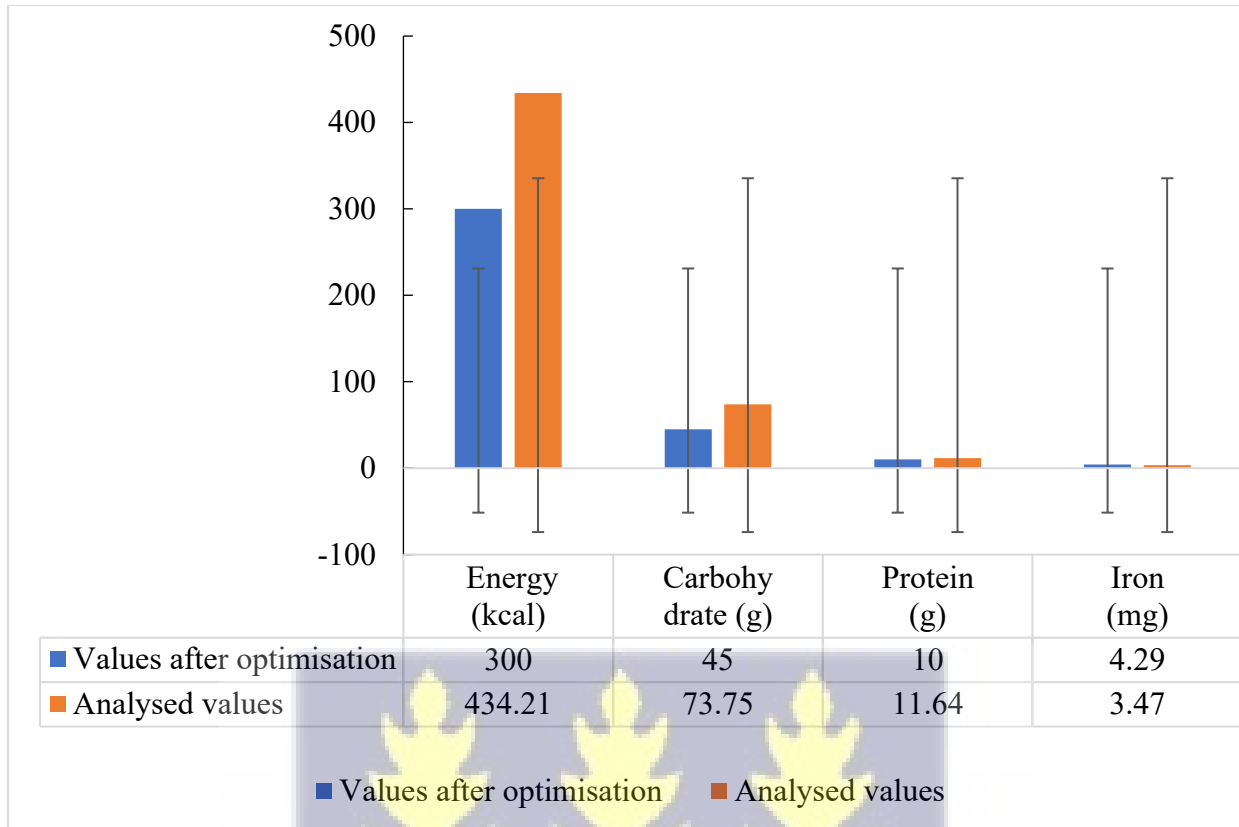 500
400
300
200
100
0
-100
Energy (kcal)
Carbohy drate (g)
Protein (g)
Iron (mg)
Values after optimisation 300 45 10 4.29
Analysed values 434.21 73.75 11.64 3.47
Values after optimisation Analysed values